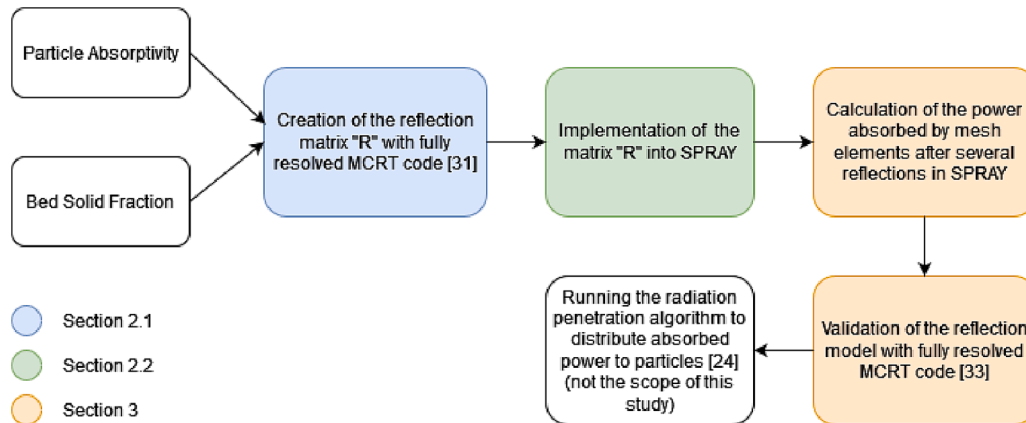 Particle Absorptivity
Bed Solid Fraction
Creation of the reflection
matrix "R" with fully
resolved MCRT code [31]
Implementation of the
matrix "R" into SPRAY
Calculation of the power
absorbed by mesh
elements after several
reflections in SPRAY
Validation of the reflection
model with fully resolved
MCRT code [33]
Running the radiation
penetration algorithm to
distribute absorbed
power to particles [24]
(not the scope of this
study)
Section 2.1
Section 2.2
Section 3